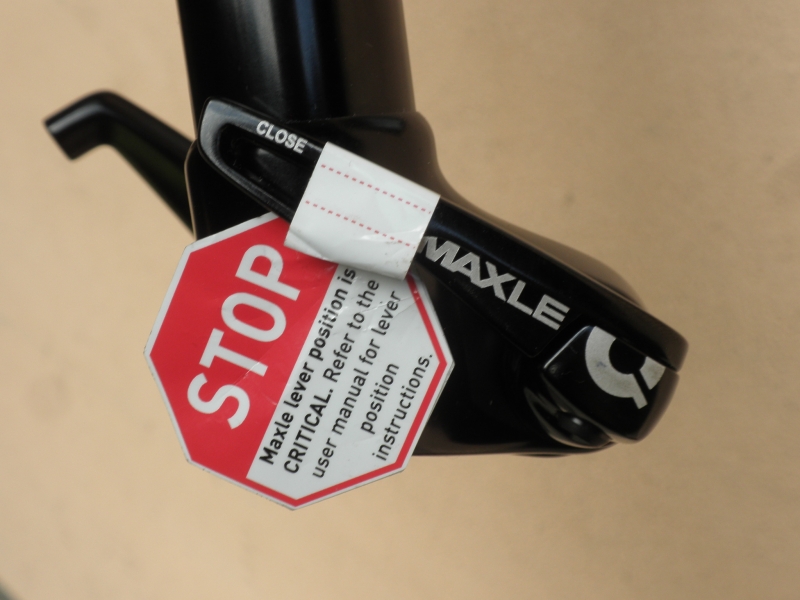 CLOSE
MAXLE
STOP
Maxle lever position is
CRITICAL. Refer to the
user manual for lever
position
instructions.